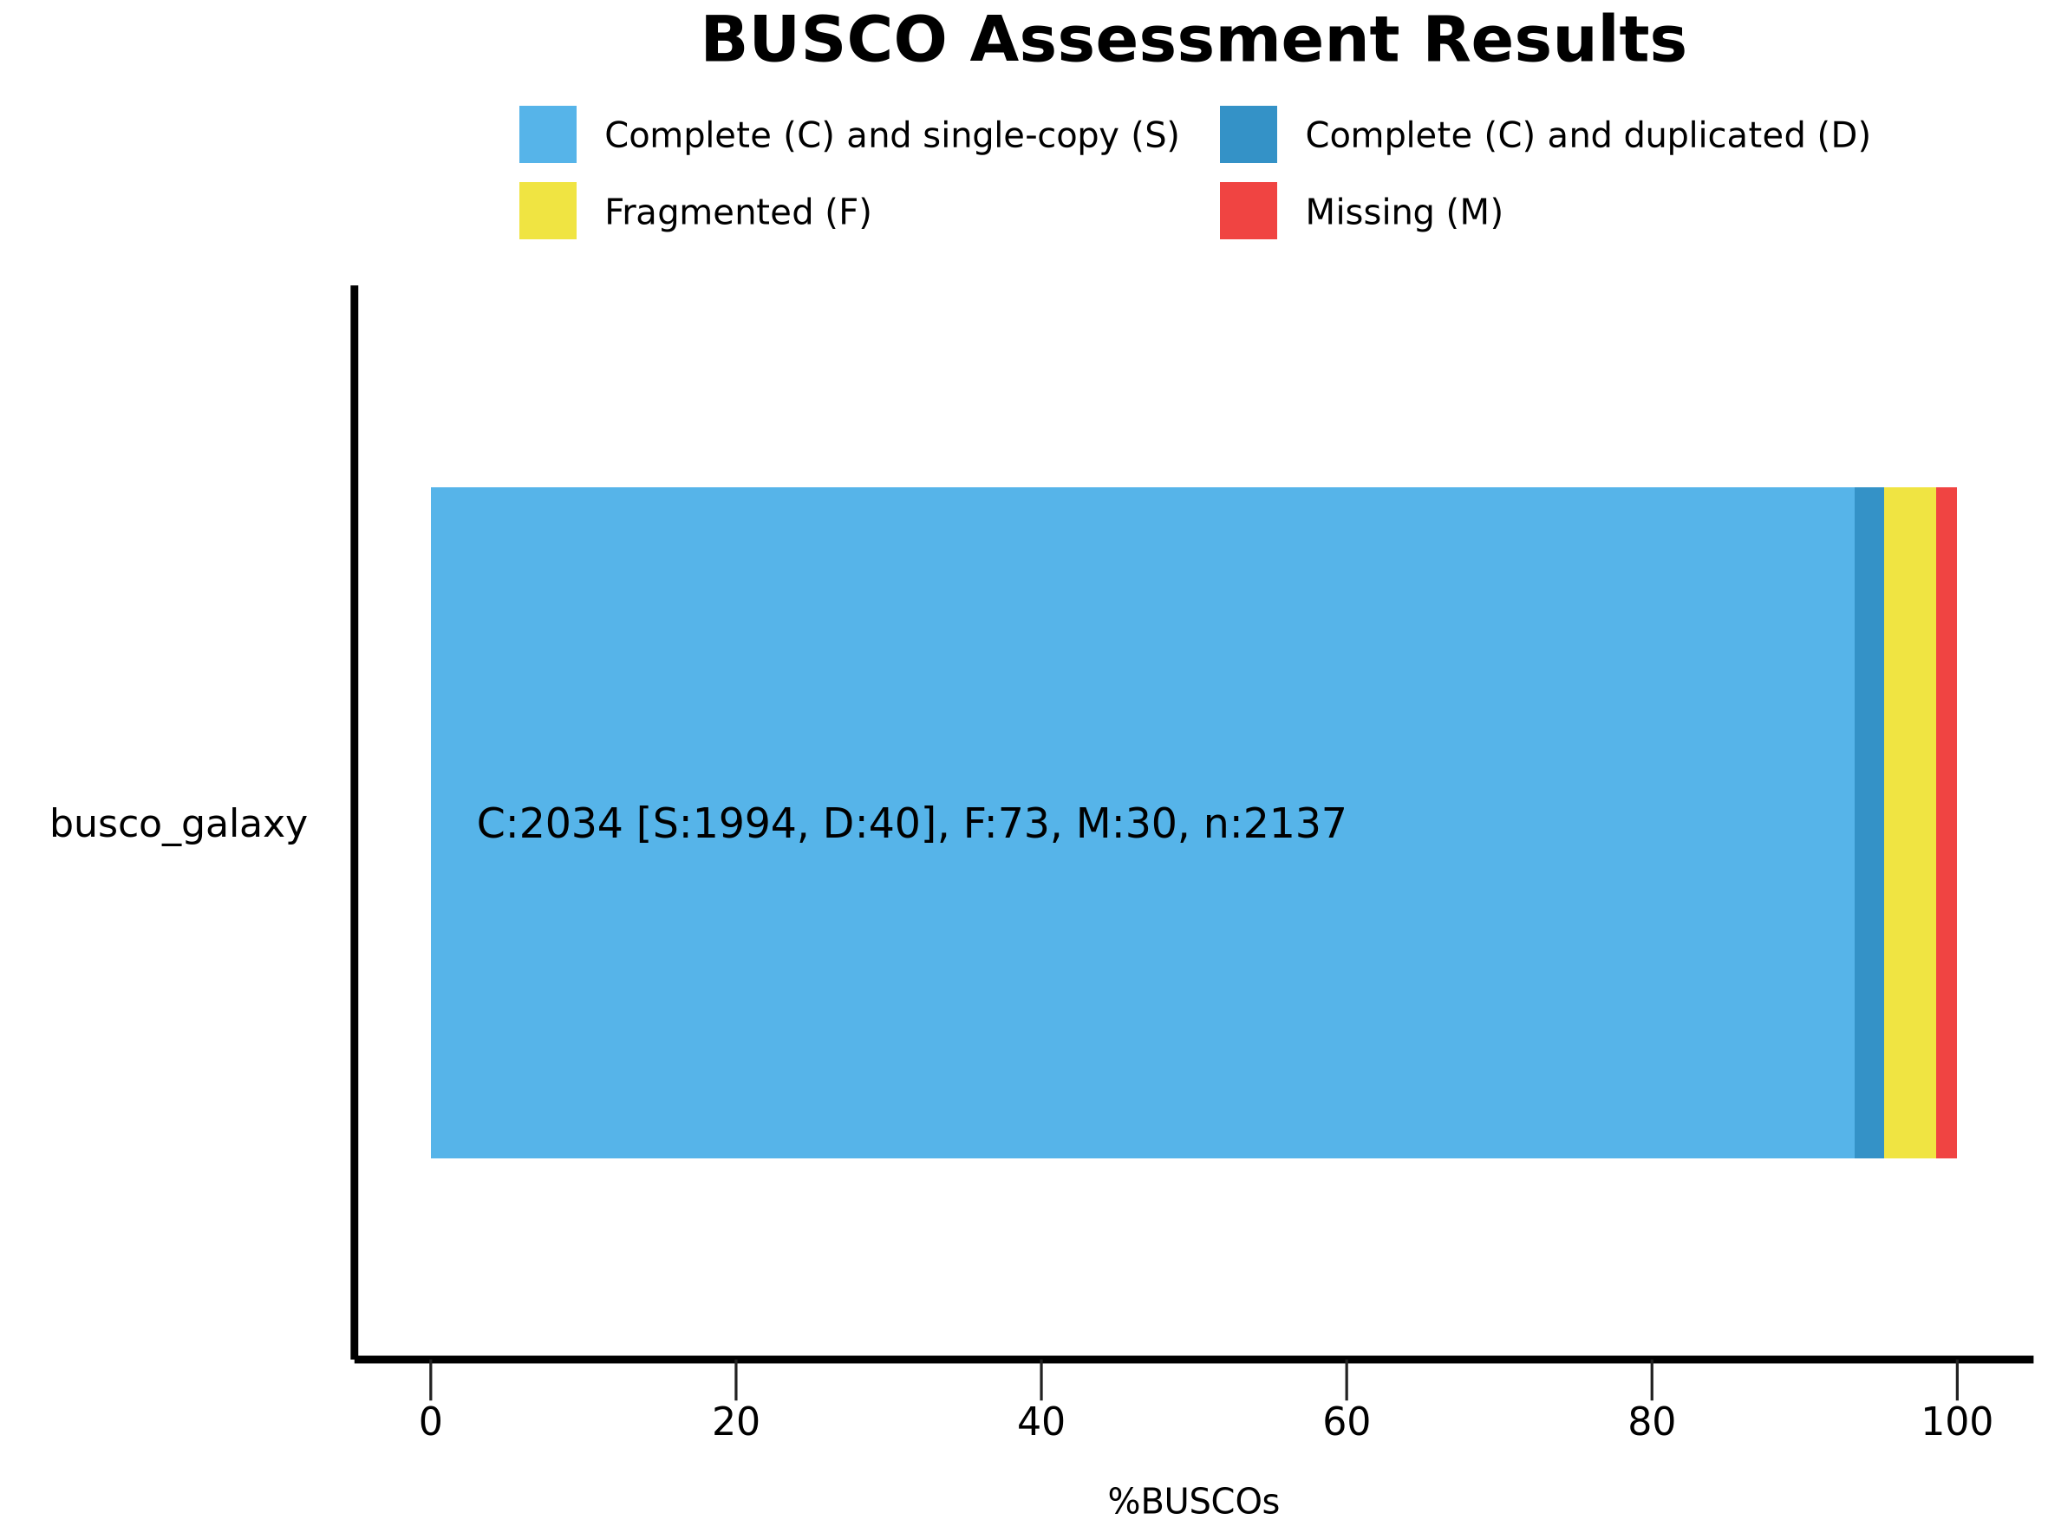 BUSCO Assessment Results
Complete (C) and single-copy (S)
Complete (C) and duplicated (D)
Fragmented (F)
Missing (M)
busco_galaxy
C:2034 [S:1994, D:40], F:73, M:30, n:2137
0 20 40 60 80 100
%BUSCOs